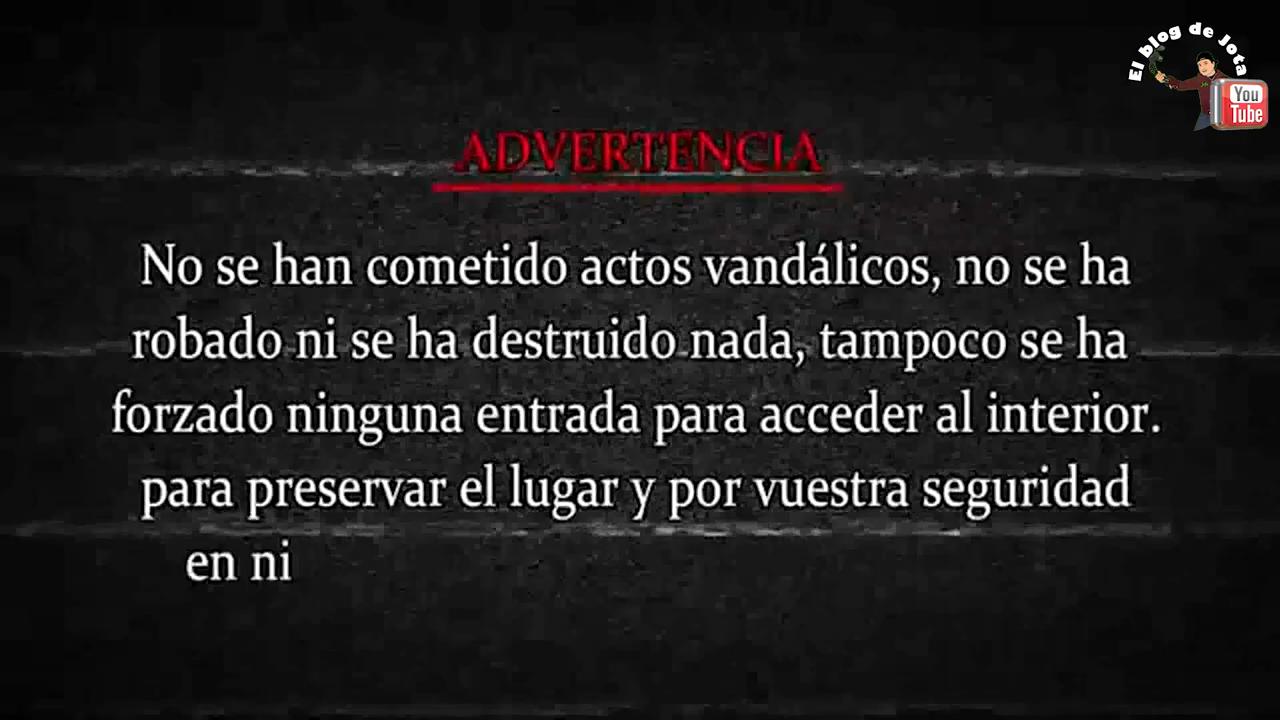 El blog de Jota
You
Tube
ADVERTENCIA
No se han cometido actos vandálicos, no se ha
robado ni se ha destruido nada, tampoco se ha
forzado ninguna entrada para acceder al interior.
para preservar el lugar y por vuestra seguridad
en ni